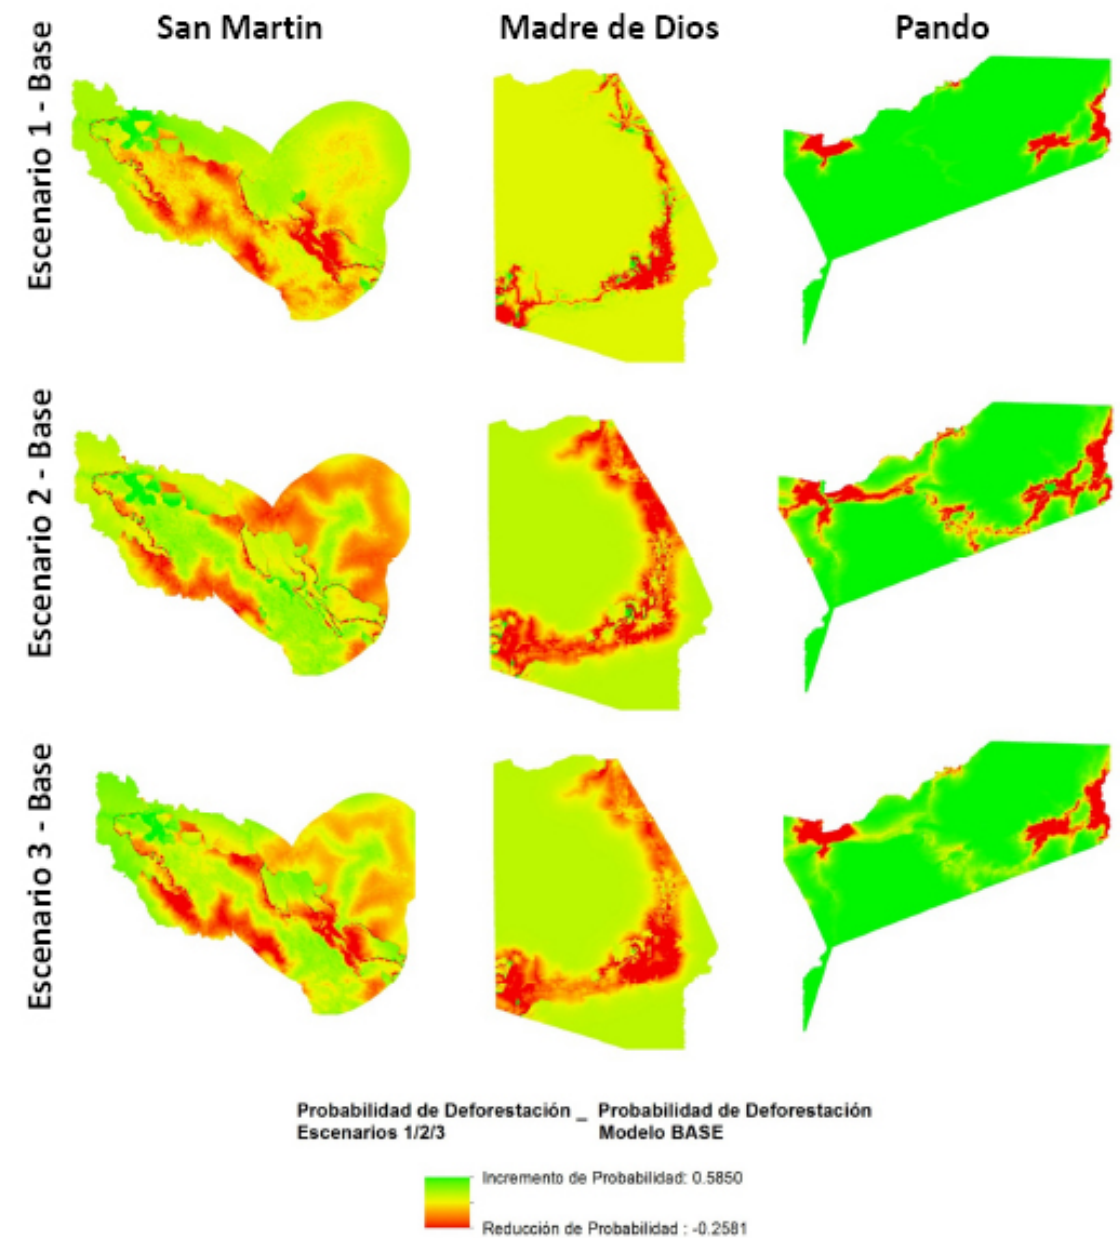 San Martin
Madre de Dios
Pando
Escenario 1 - Base
Escenario 2 - Base
Escenario 3 - Base
Probabilidad de Deforestación _ Probabilidad de Deforestación
Escenarios 1/2/3 Modelo BASE
Incremento de Probabilidad: 0.5850
Reducción de Probabilidad : -0.2581